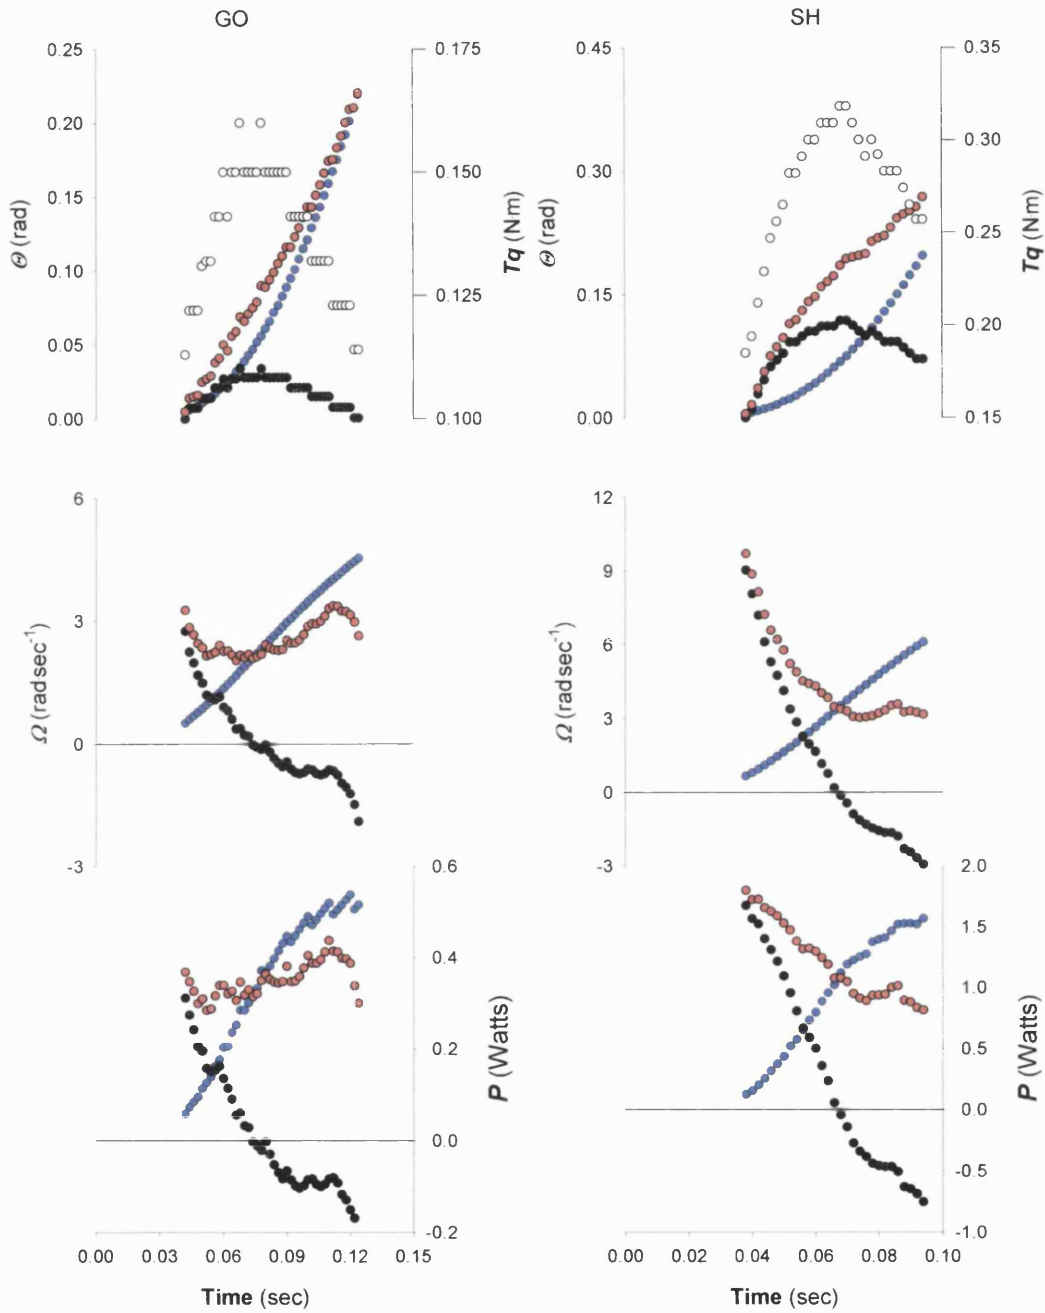 GO
SH
0.25
0.20
0.15
0.10
0.05
0.00
Θ (rad)
0.175
0.150
0.125
0.100
Tq (Nm)
0.45
0.30
0.15
0.00
Θ (rad)
0.35
0.30
0.25
0.20
0.15
Tq (Nm)
6
3
0
-3
Ω (radsec⁻¹)
12
9
6
3
0
-3
Ω (radsec⁻¹)
0.6
0.4
0.2
0.0
-0.2
P (Watts)
2.0
1.5
1.0
0.5
0.0
-0.5
-1.0
P (Watts)
0.00 0.03 0.06 0.09 0.12 0.15
Time (sec)
0.00 0.02 0.04 0.06 0.08 0.10
Time (sec)